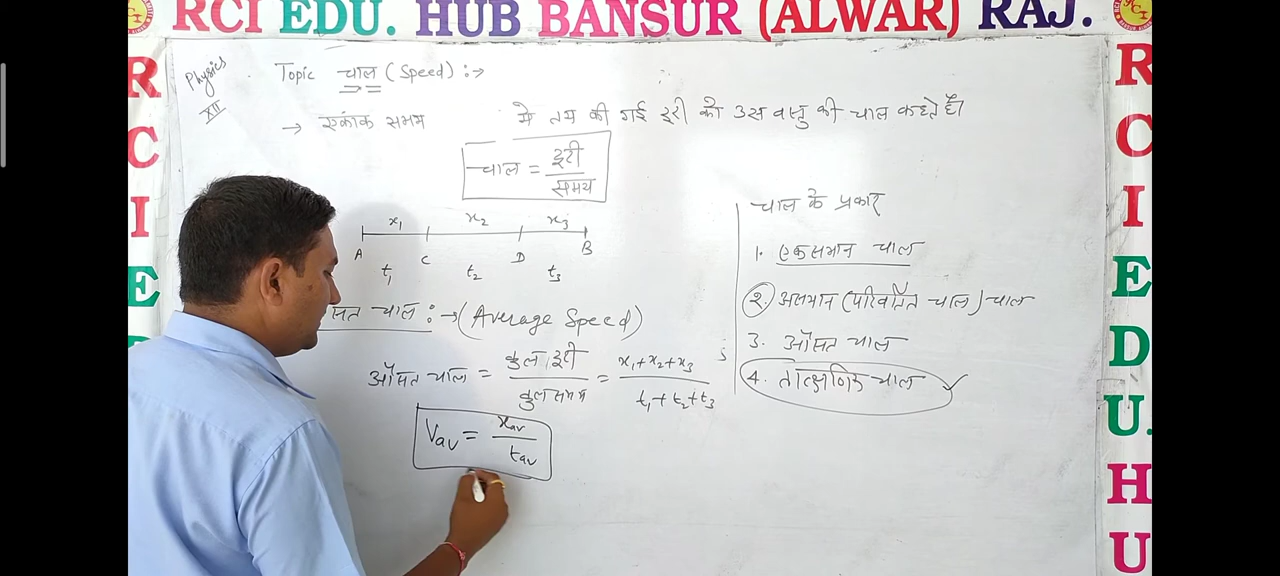 RCI EDU. HUB BANSUR (ALWAR) RAJ.
R
C
I
E
Physics
XII
Topic चाल (Speed) :→
→ एकांक समय में तय की गई दूरी को उस वस्तु की चाल कहते हैं।
चाल = दूरी / समय
x₁ x₂ x₃
A C D B
t₁ t₂ t₃
सत चाल :→ (Average Speed)
औसत चाल = कुल दूरी / कुल समय = x₁+x₂+x₃ / t₁+t₂+t₃ ;
Vav = xav / tav
चाल के प्रकार
1. एकसमान चाल
2. असमान (परिवर्तित चाल) चाल
3. औसत चाल
4. तात्क्षणिक चाल ✓
R
C
I
E
D
U.
H
U